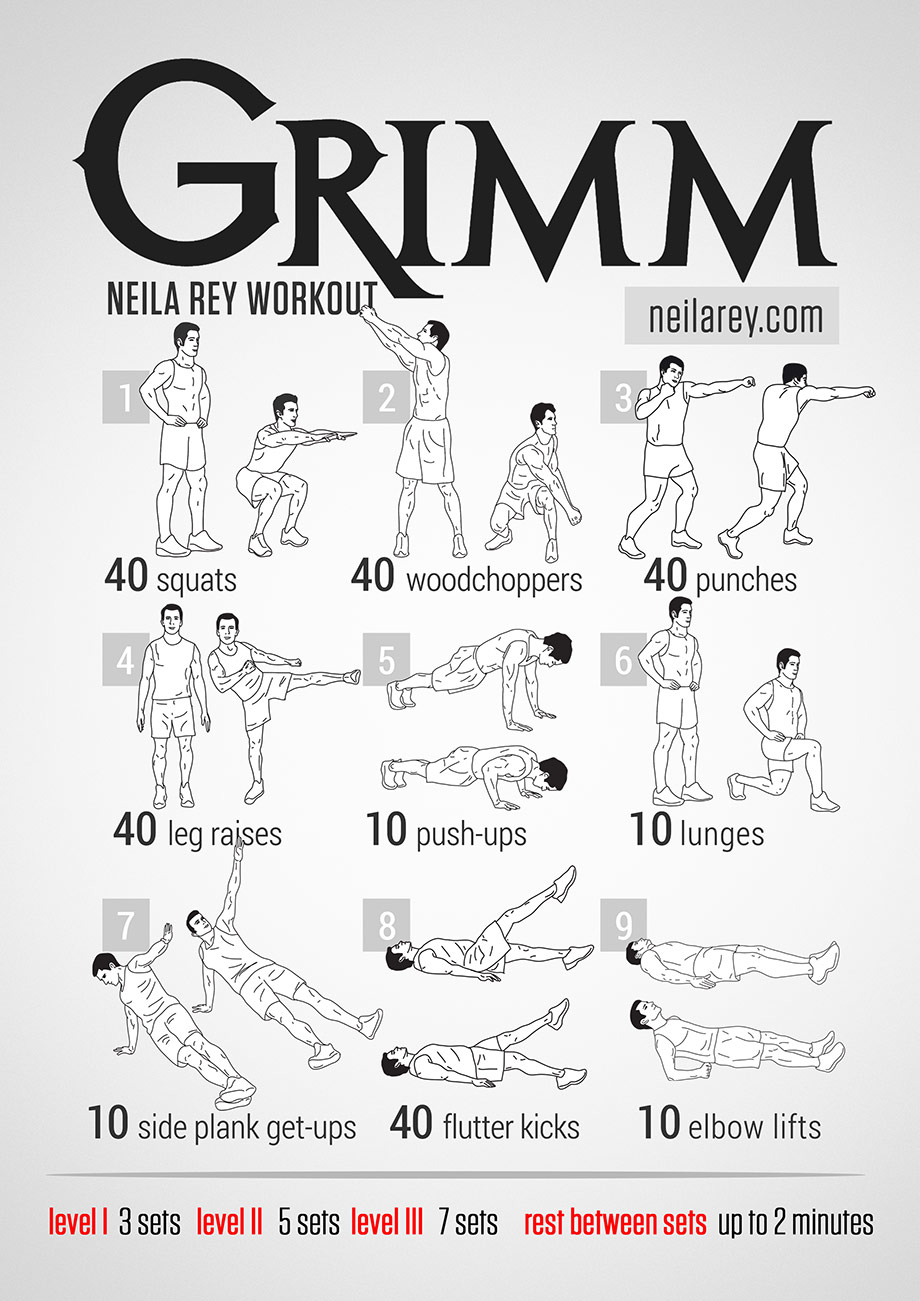 GRIMM
NEILA REY WORKOUT
neilarey.com
1
2
3
40 squats
40 woodchoppers
40 punches
4
5
6
40 leg raises
10 push-ups
10 lunges
7
8
9
10 side plank get-ups
40 flutter kicks
10 elbow lifts
level I 3 sets level II 5 sets level III 7 sets rest between sets up to 2 minutes